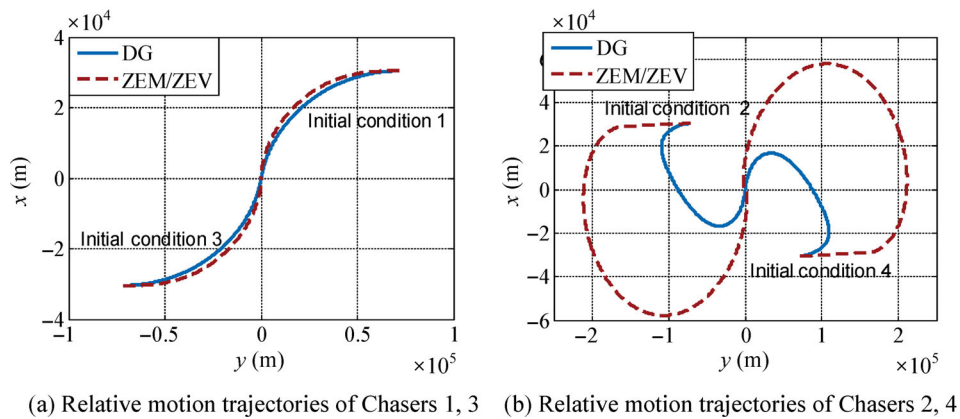 ×10⁴
4
2
0
−2
−4
x (m)
DG
ZEM/ZEV
Initial condition 1
Initial condition 3
−1
−0.5
0
0.5
1
×10⁵
y (m)
(a) Relative motion trajectories of Chasers 1, 3
×10⁴
4
2
0
−2
−4
−6
x (m)
DG
ZEM/ZEV
Initial condition 2
Initial condition 4
−2
−1
0
1
2
×10⁵
y (m)
(b) Relative motion trajectories of Chasers 2, 4